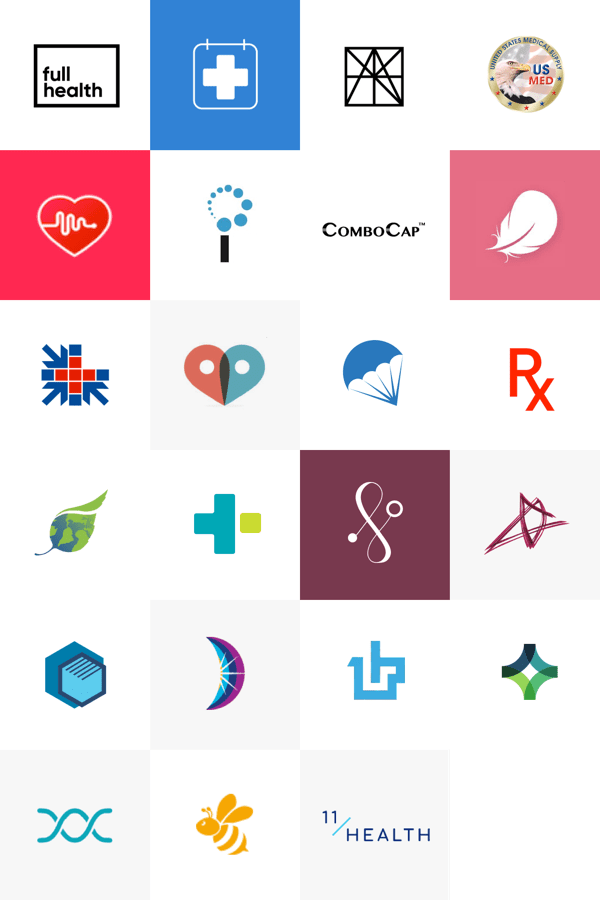 full
health
UNITED STATES MEDICAL SUPPLY
US
MED
COMBOCAP™
Rx
11
HEALTH